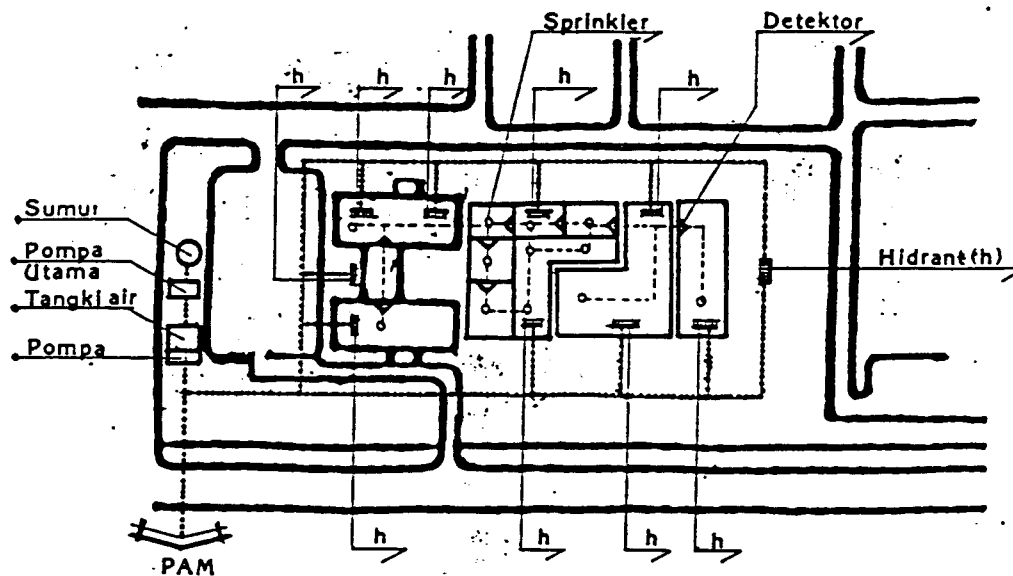 Sprinkler
Detektor
h
h
h
h
h
Sumur
Pompa
Utama
Tangki air
Pompa
Hidrant(h)
h
h
h
h
PAM